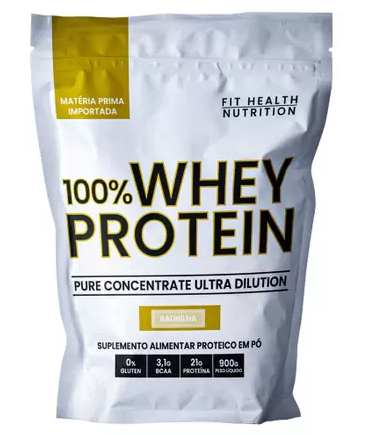 MATÉRIA PRIMA
IMPORTADA
FIT HEALTH
NUTRITION
100% WHEY
PROTEIN
PURE CONCENTRATE ULTRA DILUTION
BAUNILHA
SUPLEMENTO ALIMENTAR PROTEICO EM PÓ
0% GLUTEN
3,1G BCAA
21G PROTEÍNA
900G PESO LÍQUIDO